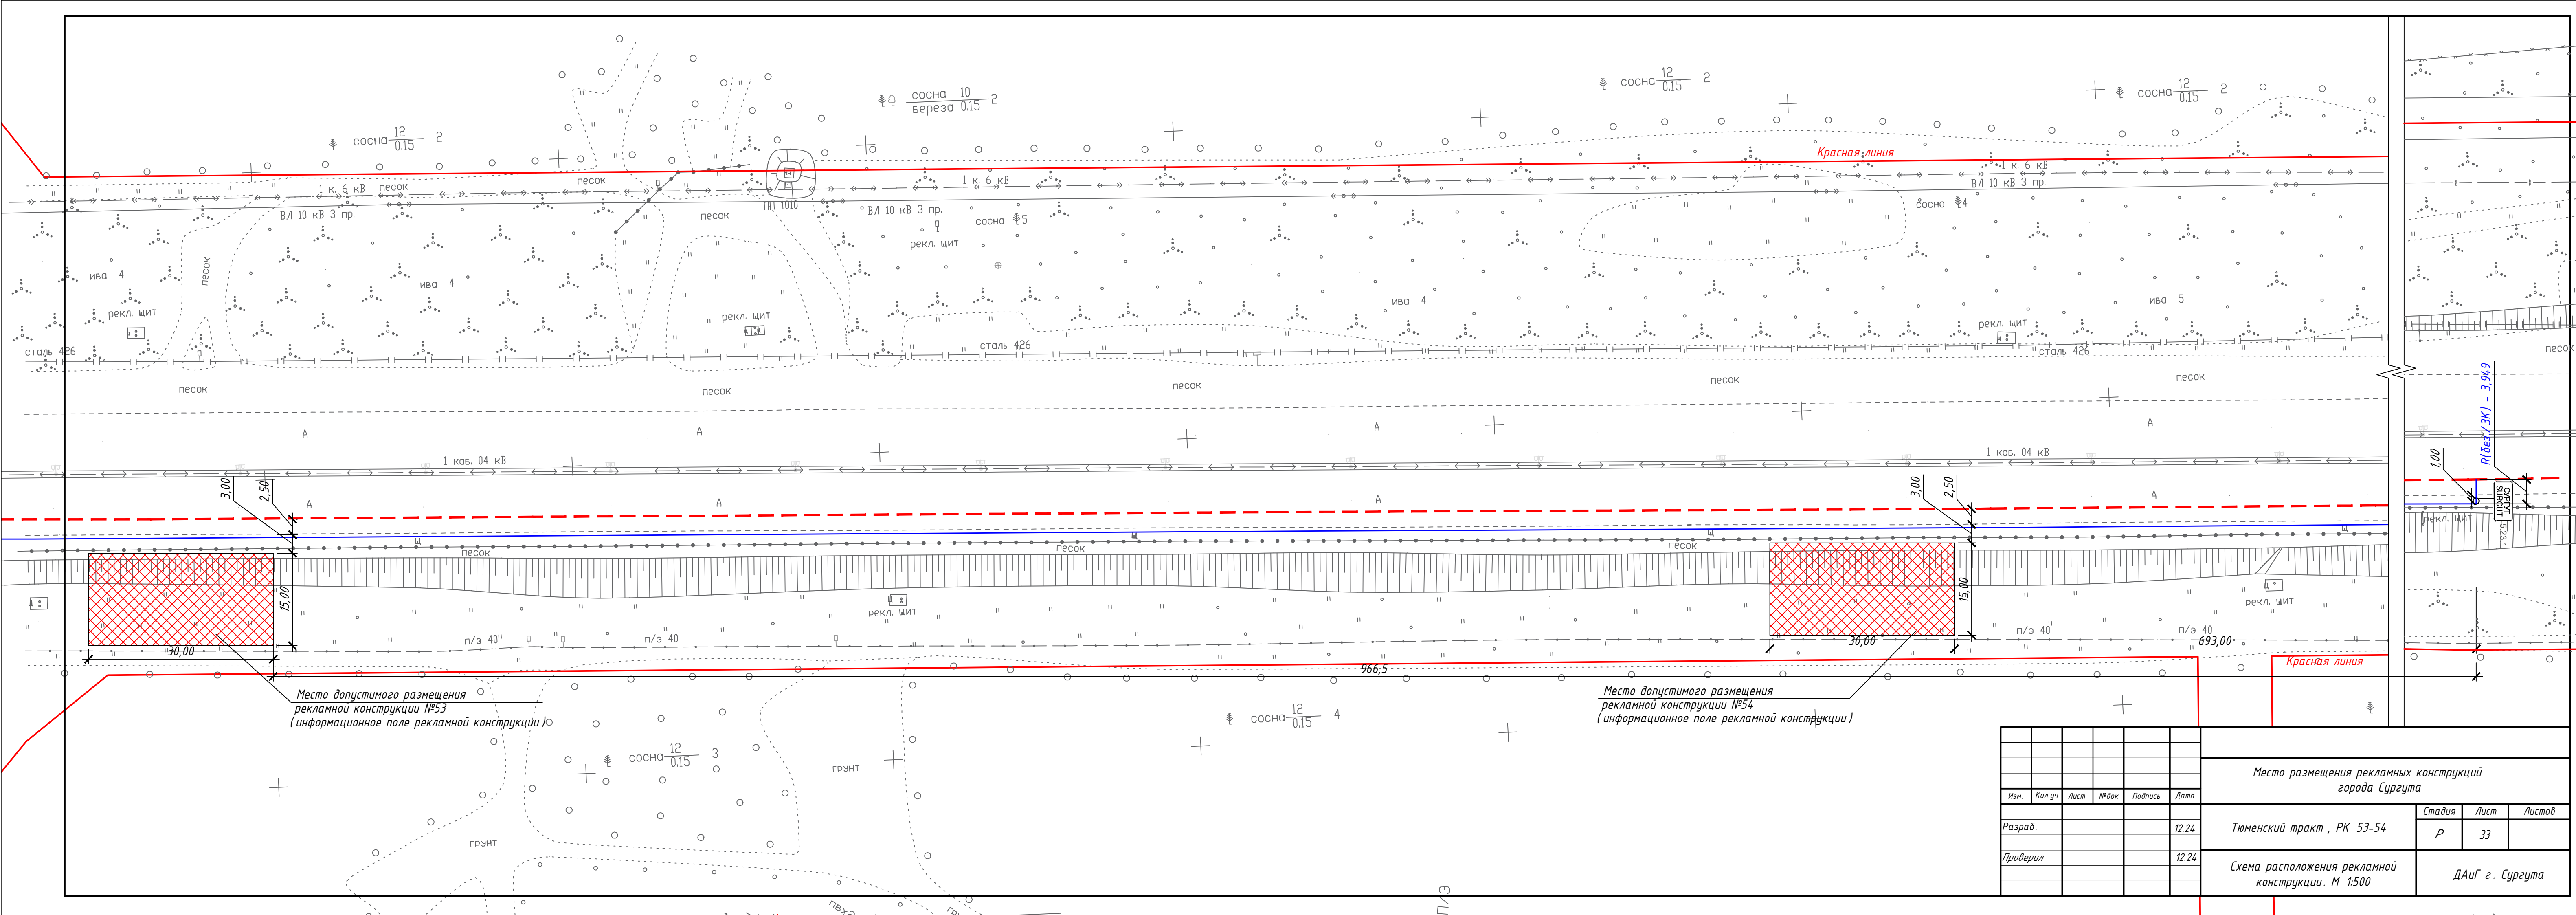 сосна 12 2
0.15
сосна 10 2
береза 0.15
сосна 12 2
0.15
сосна 12 2
0.15
Красная линия
1 к. 6 кВ
песок
песок
1 к. 6 кВ
1 к. 6 кВ
ВЛ 10 кВ 3 пр.
песок
(Н) 1010
ВЛ 10 кВ 3 пр.
сосна 5
ВЛ 10 кВ 3 пр.
сосна 4
рекл. щит
песок
ива 4
ива 4
ива 4
ива 5
рекл. щит
рекл. щит
рекл. щит
сталь 426
сталь 426
сталь 426
песок
песок
песок
песок
песок
песок
R(без./3К) - 3,949
А
А
А
А
1 каб. 04 кВ
1 каб. 04 кВ
3,00
2,50
3,00
2,50
1,00
А
А
А
А
СУРГУТ
SURGUT
5.23.1
рекл. щит
щ
щ
щ
щ
песок
песок
песок
15,00
15,00
рекл. щит
рекл. щит
п/э 40
п/э 40
п/э 40
п/э 40
30,00
30,00
693,00
966,5
Красная линия
Место допустимого размещения
рекламной конструкции №53
(информационное поле рекламной конструкции)
Место допустимого размещения
рекламной конструкции №54
(информационное поле рекламной конструкции)
сосна 12 4
0.15
сосна 12 3
0.15
грунт
грунт
Место размещения рекламных конструкций
города Сургута
Изм. Кол.уч Лист №док Подпись Дата
Разраб. 12.24
Тюменский тракт , РК 53-54
Стадия Лист Листов
Р 33
Проверил 12.24
Схема расположения рекламной
конструкции. М 1:500
ДАиГ г. Сургута
П/Э